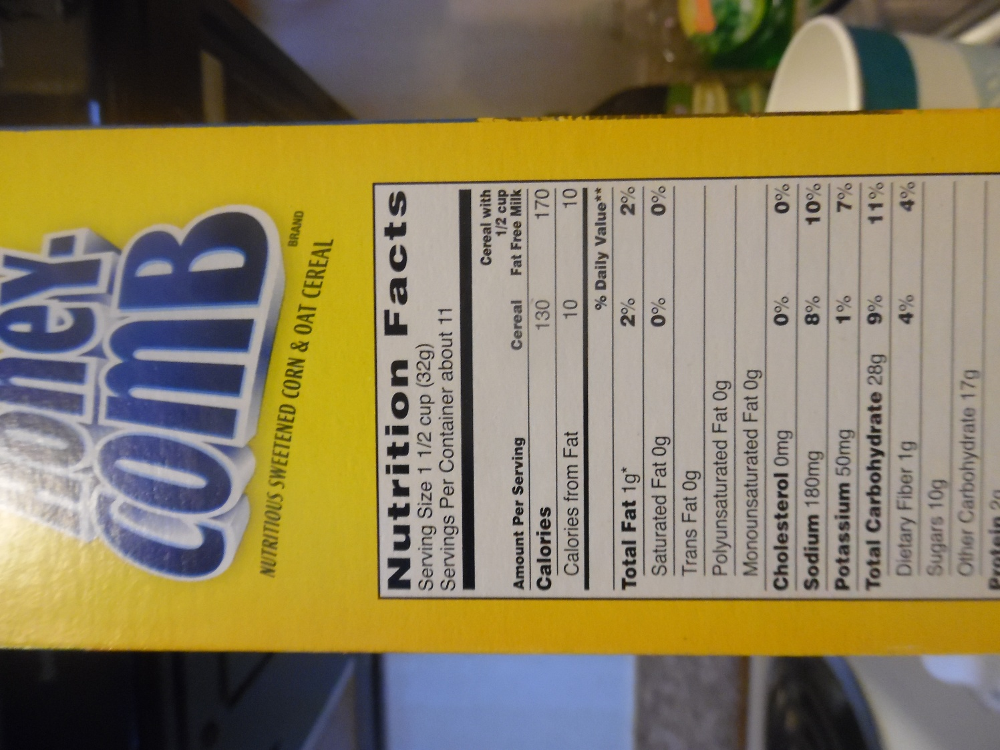 Honey.
comB
BRAND
NUTRITIOUS SWEETENED CORN & OAT CEREAL
Nutrition Facts
Serving Size 1 1/2 cup (32g)
Servings Per Container about 11
Cereal with
1/2 cup
Amount Per Serving Cereal Fat Free Milk
Calories 130 170
Calories from Fat 10 10
% Daily Value**
Total Fat 1g* 2% 2%
Saturated Fat 0g 0% 0%
Trans Fat 0g
Polyunsaturated Fat 0g
Monounsaturated Fat 0g
Cholesterol 0mg 0% 0%
Sodium 180mg 8% 10%
Potassium 50mg 1% 7%
Total Carbohydrate 28g 9% 11%
Dietary Fiber 1g 4% 4%
Sugars 10g
Other Carbohydrate 17g
Protein 2g